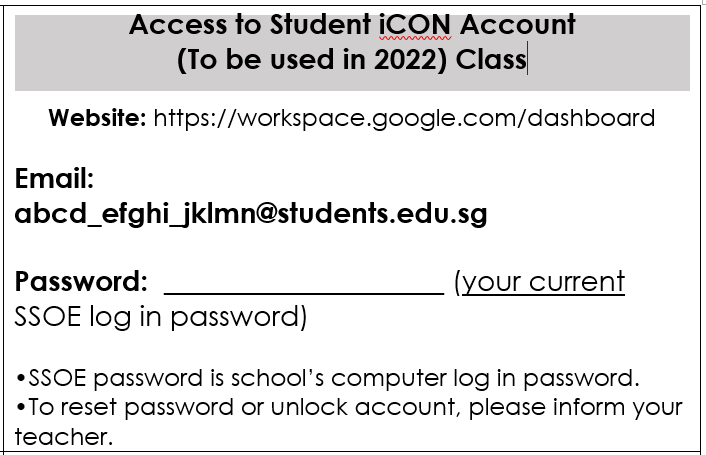 Access to Student iCON Account
(To be used in 2022) Class
Website: https://workspace.google.com/dashboard
Email:
abcd_efghi_jklmn@students.edu.sg
Password: ____________________ (your current
SSOE log in password)
•SSOE password is school’s computer log in password.
•To reset password or unlock account, please inform your
teacher.